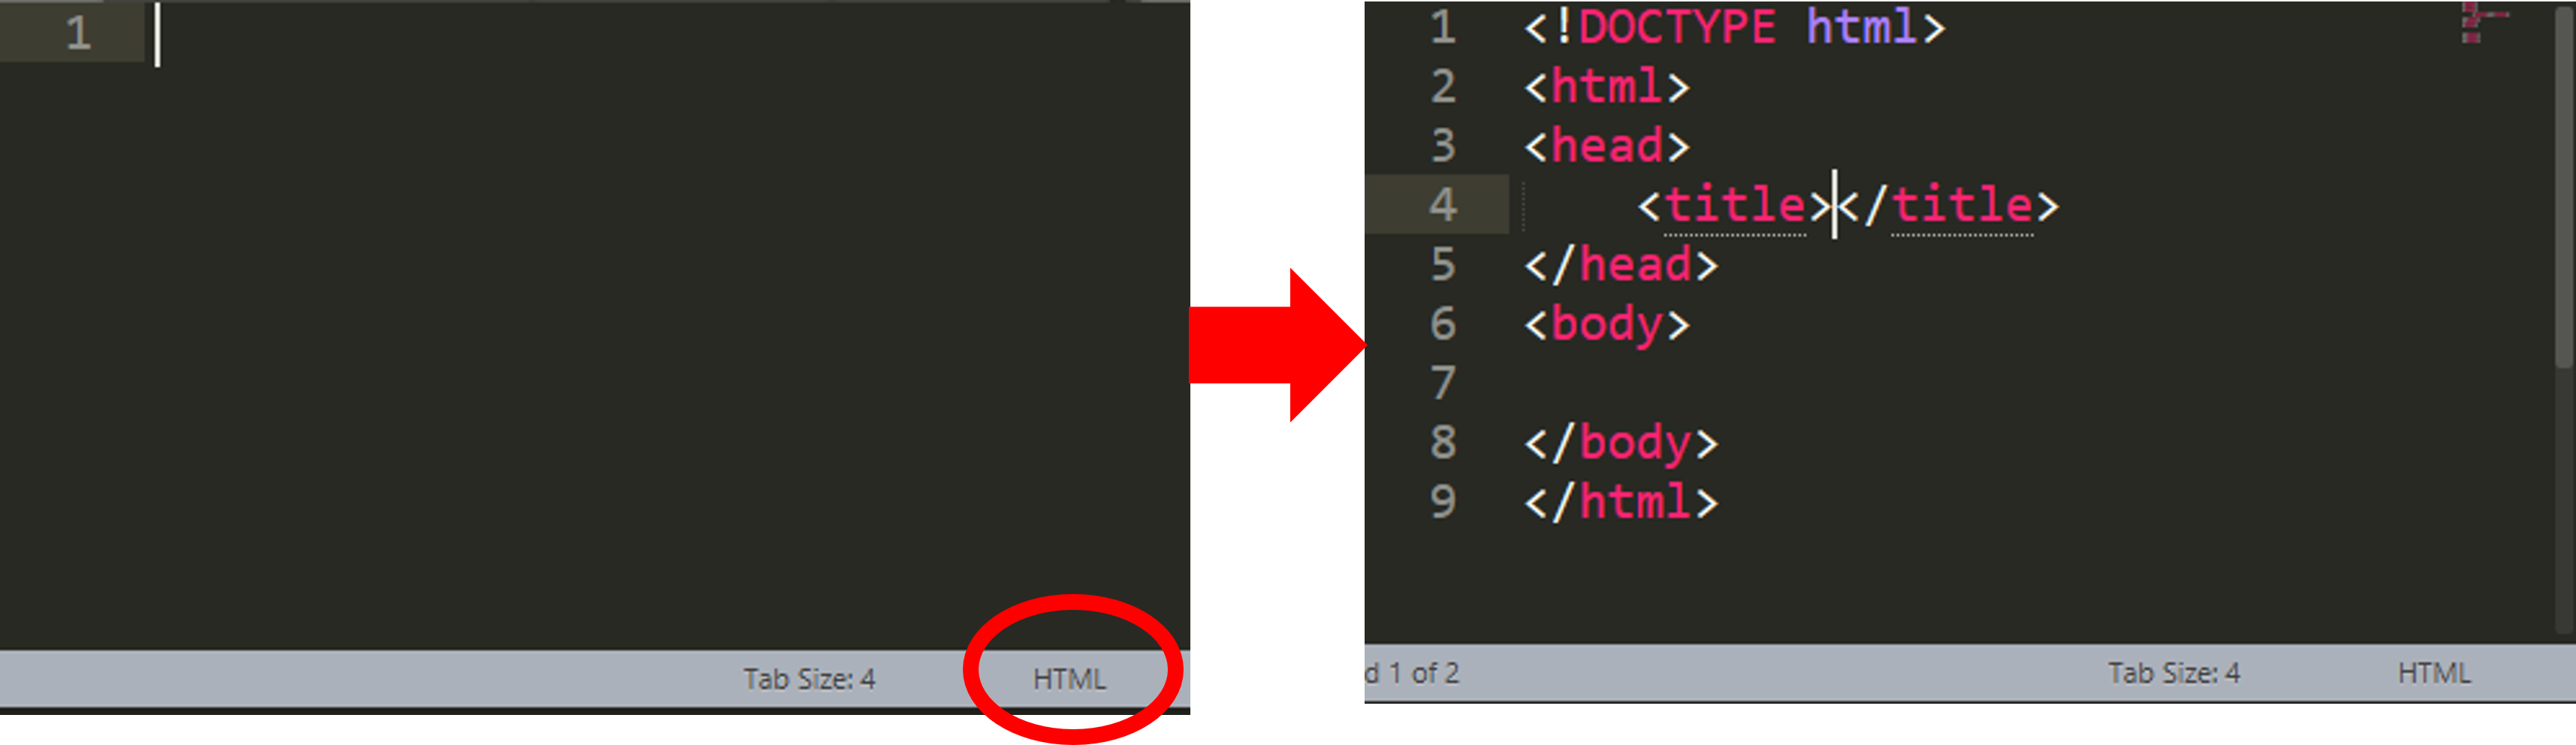 1
Tab Size: 4 HTML
1 <!DOCTYPE html>
2 <html>
3 <head>
4 <title></title>
5 </head>
6 <body>
7
8 </body>
9 </html>
d 1 of 2 Tab Size: 4 HTML